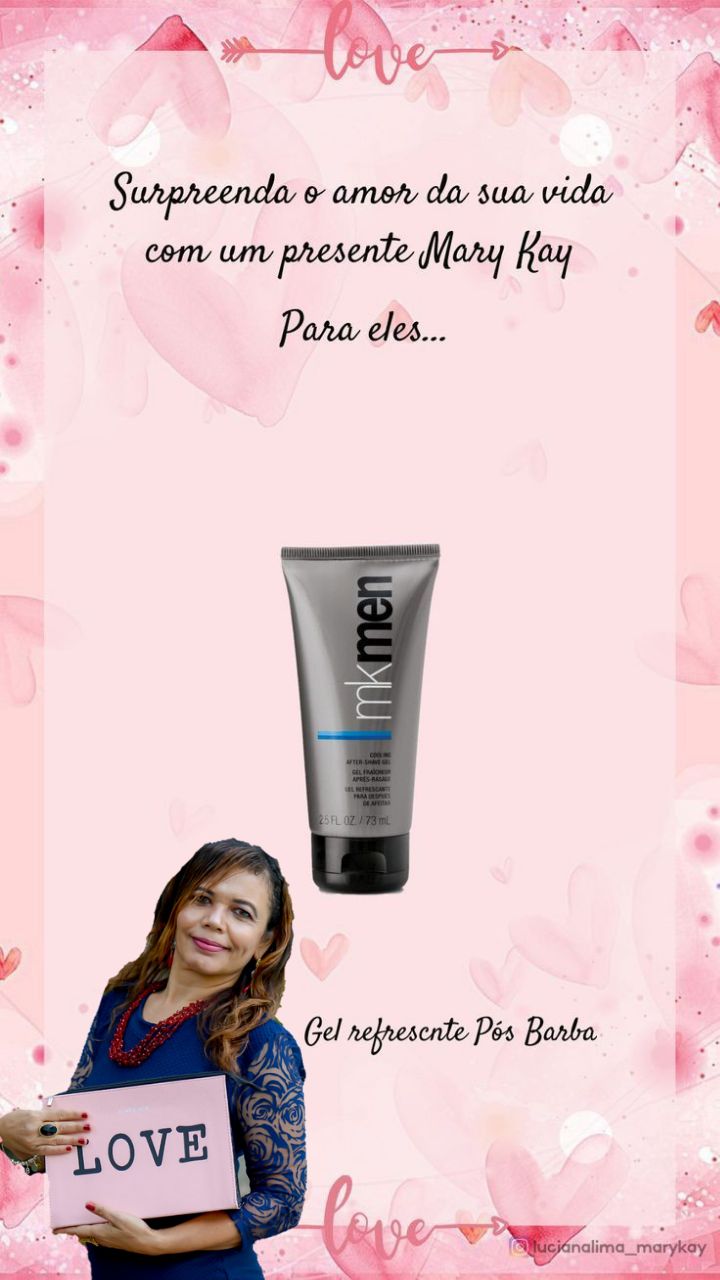 love
Surpreenda o amor da sua vida
com um presente Mary Kay
Para eles...
mkmen
COOLING
AFTER-SHAVE GEL
GEL FRAÎCHEUR
APRÈS-RASAGE
GEL REFRESCANTE
PARA DESPUÉS
DE AFEITAR
2.5 FL. OZ. / 73 mL
Gel refrescnte Pós Barba
LOVE
love
lucianalima_marykay